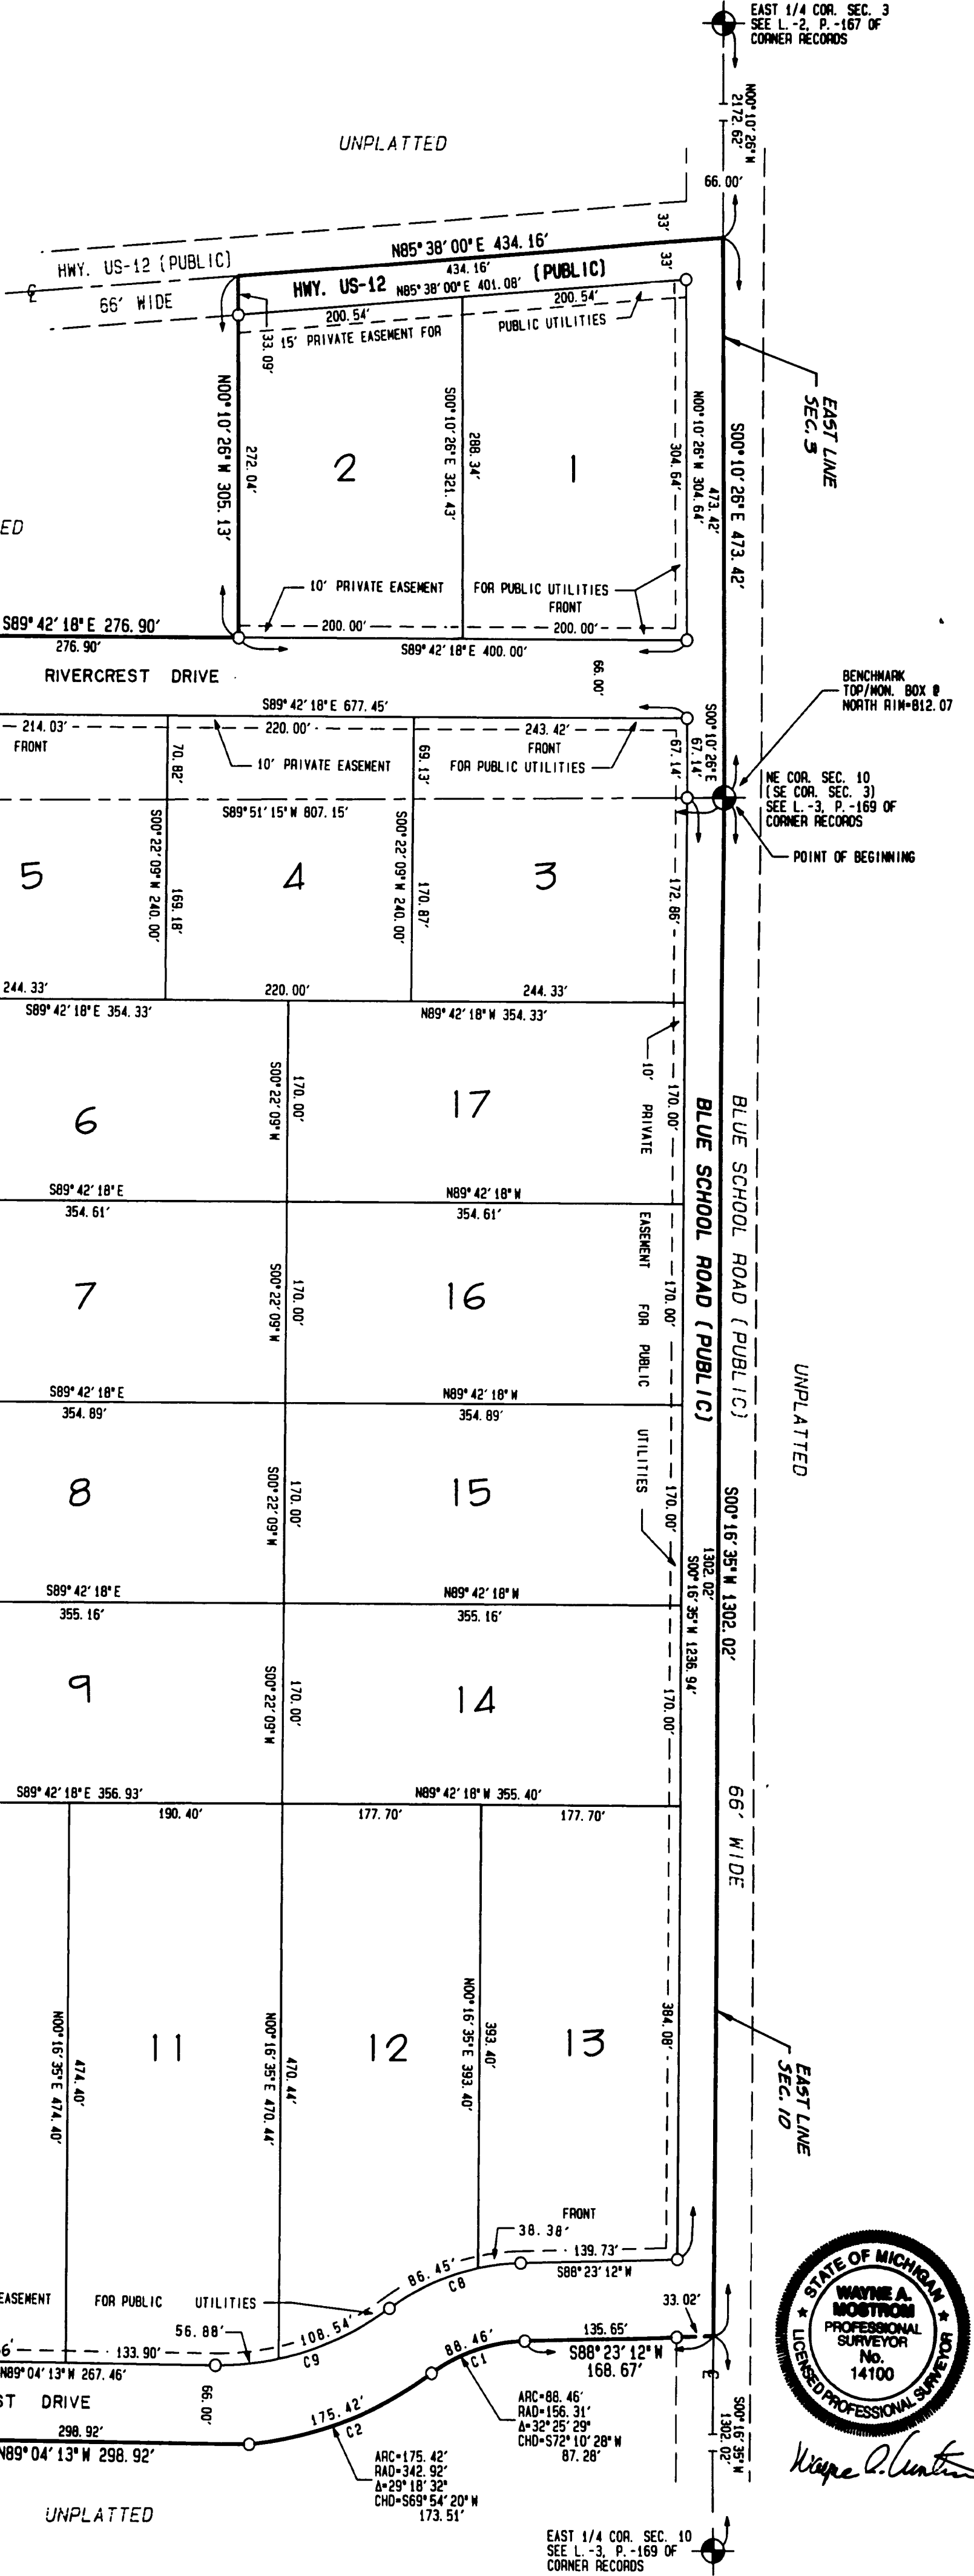 EAST 1/4 COR. SEC. 3
SEE L.-2, P.-167 OF
CORNER RECORDS
N00°10'26"W
2172.62'
UNPLATTED
66.00'
33'
N85°38'00"E 434.16'
HWY. US-12 (PUBLIC)
434.16'
33'
HWY. US-12
(PUBLIC)
N85°38'00"E 401.08'
66' WIDE
200.54'
200.54'
33.09'
15' PRIVATE EASEMENT FOR
PUBLIC UTILITIES
EAST LINE
SEC. 3
N00°10'26"W 305.13'
272.04'
2
S00°10'26"E 321.43'
288.34'
1
304.64'
N00°10'26"W 304.64'
473.42'
S00°10'26"E 473.42'
ED
10' PRIVATE EASEMENT
FOR PUBLIC UTILITIES
FRONT
S89°42'18"E 276.90'
276.90'
200.00'
200.00'
S89°42'18"E 400.00'
66.00'
RIVERCREST DRIVE
BENCHMARK
TOP/MON. BOX @
NORTH RIM=812.07
S89°42'18"E 677.45'
214.03'
220.00'
243.42'
FRONT
FRONT
70.82'
10' PRIVATE EASEMENT
69.13'
FOR PUBLIC UTILITIES
67.14'
67.14'
S00°10'26"E
NE COR. SEC. 10
(SE COR. SEC. 3)
SEE L.-3, P.-169 OF
CORNER RECORDS
POINT OF BEGINNING
S89°51'15"W 807.15'
5
S00°22'09"W 240.00'
169.18'
4
S00°22'09"W 240.00'
170.87'
3
172.86'
244.33'
220.00'
244.33'
S89°42'18"E 354.33'
N89°42'18"W 354.33'
6
S00°22'09"W
170.00'
17
10' PRIVATE
170.00'
S89°42'18"E
N89°42'18"W
354.61'
354.61'
BLUE SCHOOL ROAD (PUBLIC)
BLUE SCHOOL ROAD (PUBLIC)
7
S00°22'09"W
170.00'
16
EASEMENT FOR PUBLIC
170.00'
S89°42'18"E
N89°42'18"W
354.89'
354.89'
UNPLATTED
8
S00°22'09"W
170.00'
15
UTILITIES
170.00'
S00°16'35"W 1302.02'
1302.02'
S00°16'35"W 1236.94'
S89°42'18"E
N89°42'18"W
355.16'
355.16'
9
S00°22'09"W
170.00'
14
170.00'
S89°42'18"E 356.93'
N89°42'18"W 355.40'
190.40'
177.70'
177.70'
66' WIDE
N00°16'35"E 474.40'
474.40'
11
N00°16'35"E 470.44'
470.44'
12
N00°16'35"E 393.40'
393.40'
13
384.08'
EAST LINE
SEC. 10
FRONT
38.38'
139.73'
S88°23'12"W
86.45'
C8
EASEMENT
FOR PUBLIC
UTILITIES
56.88'
108.54'
C9
6'
133.90'
N89°04'13"W 267.46'
33.02'
135.65'
S88°23'12"W
168.67'
88.46'
C1
ST DRIVE
66.00'
ARC=88.46'
RAD=156.31'
Δ=32°25'29"
CHD=S72°10'28"W
87.28'
175.42'
C2
298.92'
N89°04'13"W 298.92'
ARC=175.42'
RAD=342.92'
Δ=29°18'32"
CHD=S69°54'20"W
173.51'
S00°16'35"W
1302.02'
UNPLATTED
EAST 1/4 COR. SEC. 10
SEE L.-3, P.-169 OF
CORNER RECORDS
STATE OF MICHIGAN
WAYNE A.
MOSTROM
PROFESSIONAL
SURVEYOR
No.
14100
LICENSED PROFESSIONAL SURVEYOR